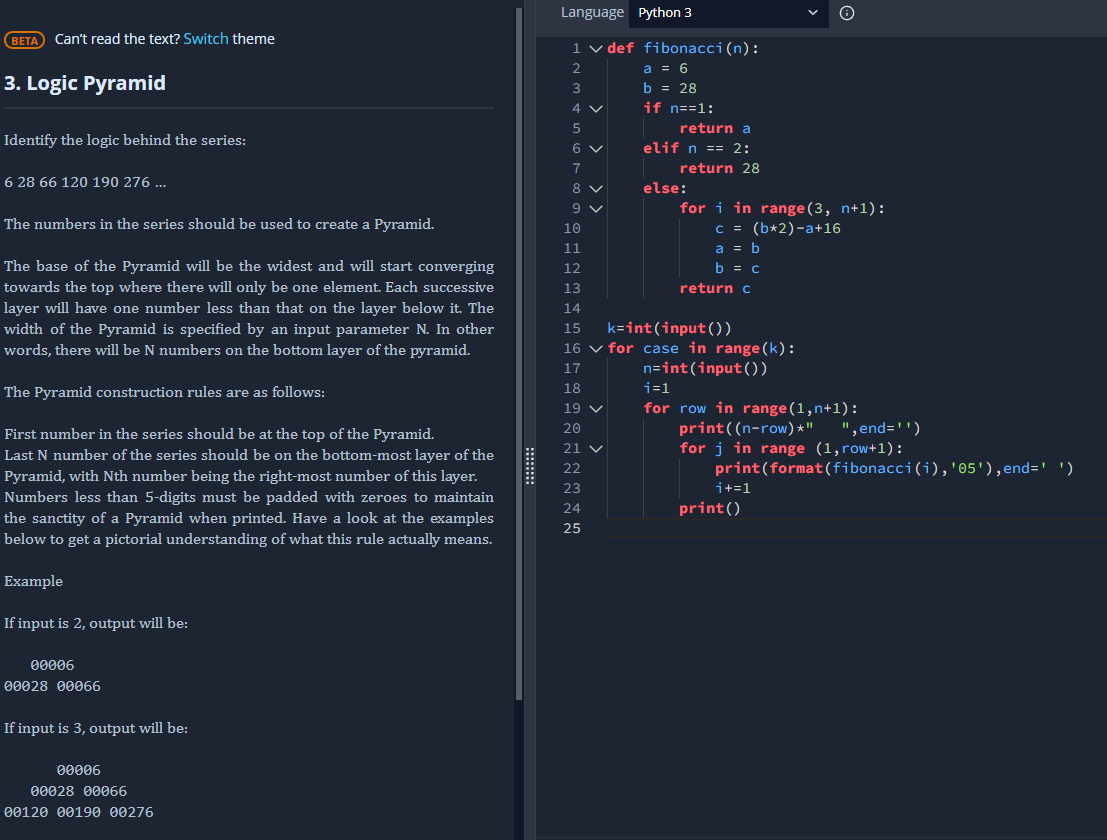 BETA Can't read the text? Switch theme
3. Logic Pyramid
Identify the logic behind the series:
6 28 66 120 190 276 ...
The numbers in the series should be used to create a Pyramid.
The base of the Pyramid will be the widest and will start converging
towards the top where there will only be one element. Each successive
layer will have one number less than that on the layer below it. The
width of the Pyramid is specified by an input parameter N. In other
words, there will be N numbers on the bottom layer of the pyramid.
The Pyramid construction rules are as follows:
First number in the series should be at the top of the Pyramid.
Last N number of the series should be on the bottom-most layer of the
Pyramid, with Nth number being the right-most number of this layer.
Numbers less than 5-digits must be padded with zeroes to maintain
the sanctity of a Pyramid when printed. Have a look at the examples
below to get a pictorial understanding of what this rule actually means.
Example
If input is 2, output will be:
   00006
00028 00066
If input is 3, output will be:
      00006
   00028 00066
00120 00190 00276
Language Python 3
1 def fibonacci(n):
2     a = 6
3     b = 28
4     if n==1:
5         return a
6     elif n == 2:
7         return 28
8     else:
9         for i in range(3, n+1):
10             c = (b*2)-a+16
11             a = b
12             b = c
13         return c
14
15 k=int(input())
16 for case in range(k):
17     n=int(input())
18     i=1
19     for row in range(1,n+1):
20         print((n-row)*"   ",end='')
21         for j in range (1,row+1):
22             print(format(fibonacci(i),'05'),end=' ')
23             i+=1
24         print()
25